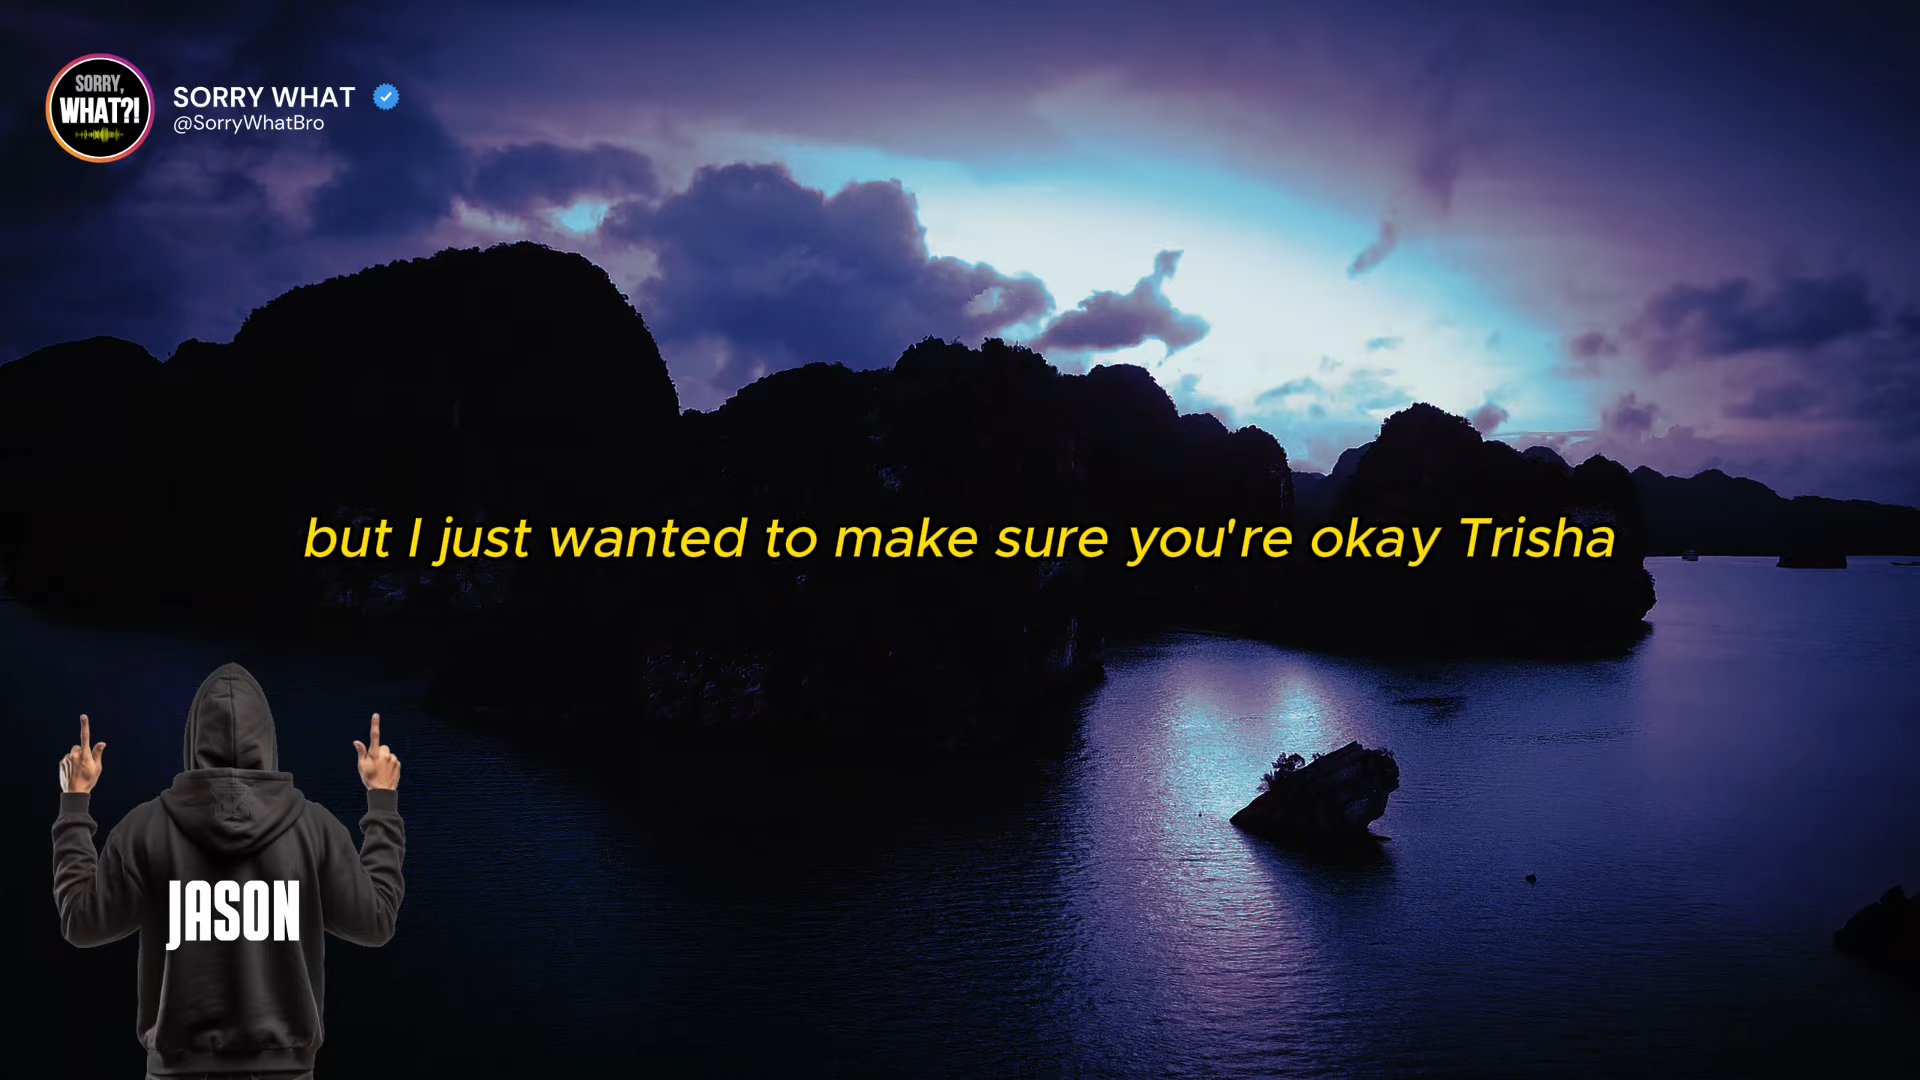 SORRY,
WHAT?!
SORRY WHAT
@SorryWhatBro
but I just wanted to make sure you're okay Trisha
JASON